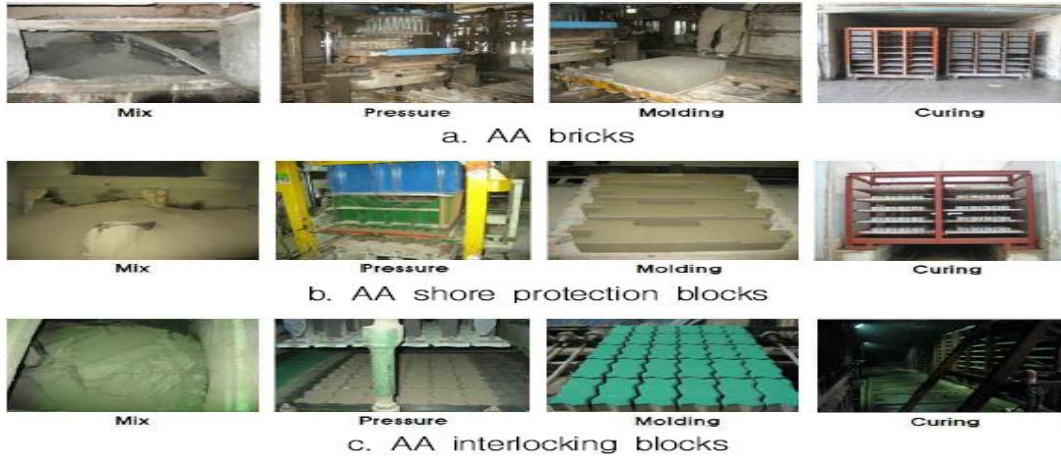 Mix Pressure Molding Curing
a. AA bricks
Mix Pressure Molding Curing
b. AA shore protection blocks
Mix Pressure Molding Curing
c. AA interlocking blocks